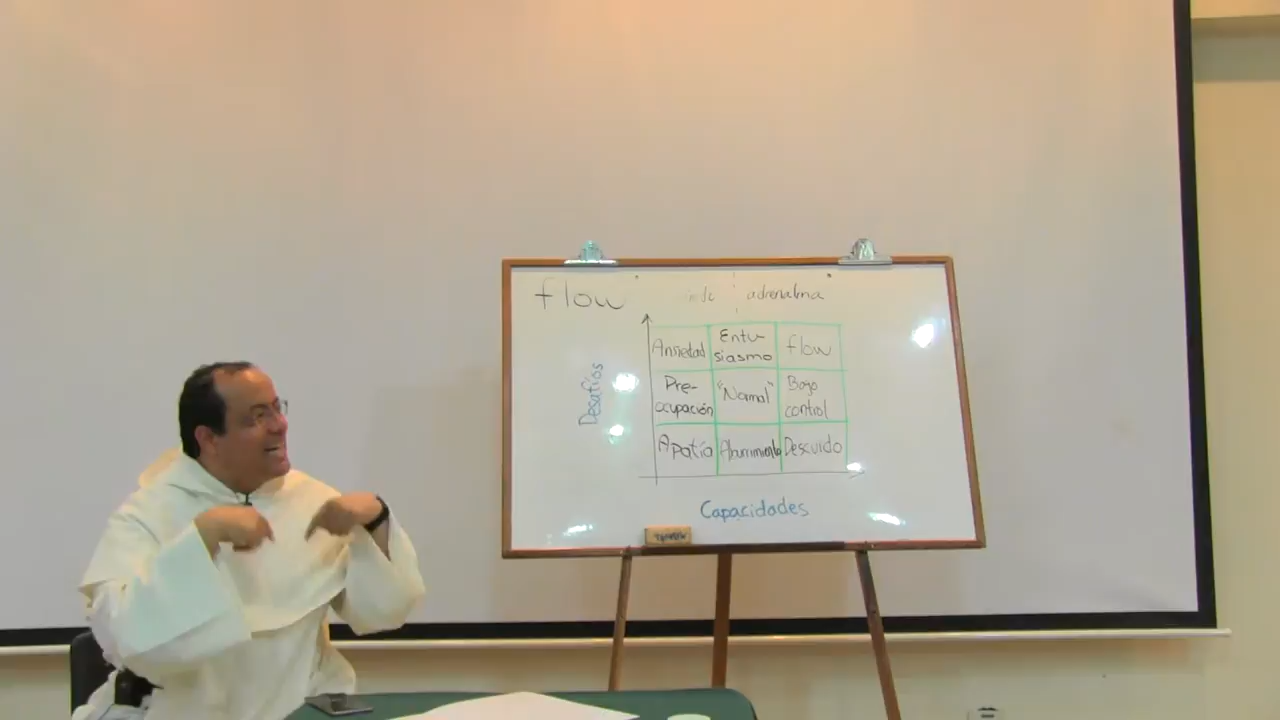 flow
adrenalina
Ansiedad
Entu-
siasmo
flow
Desafíos
Pre-
ocupación
"Normal"
Bajo
control
Apatía
Aburrimiento
Descuido
Capacidades